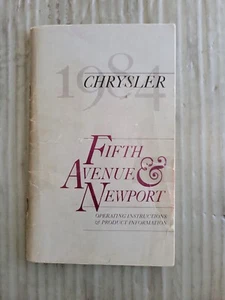 1984
CHRYSLER
FIFTH
AVENUE &
NEWPORT
OPERATING INSTRUCTIONS
& PRODUCT INFORMATION